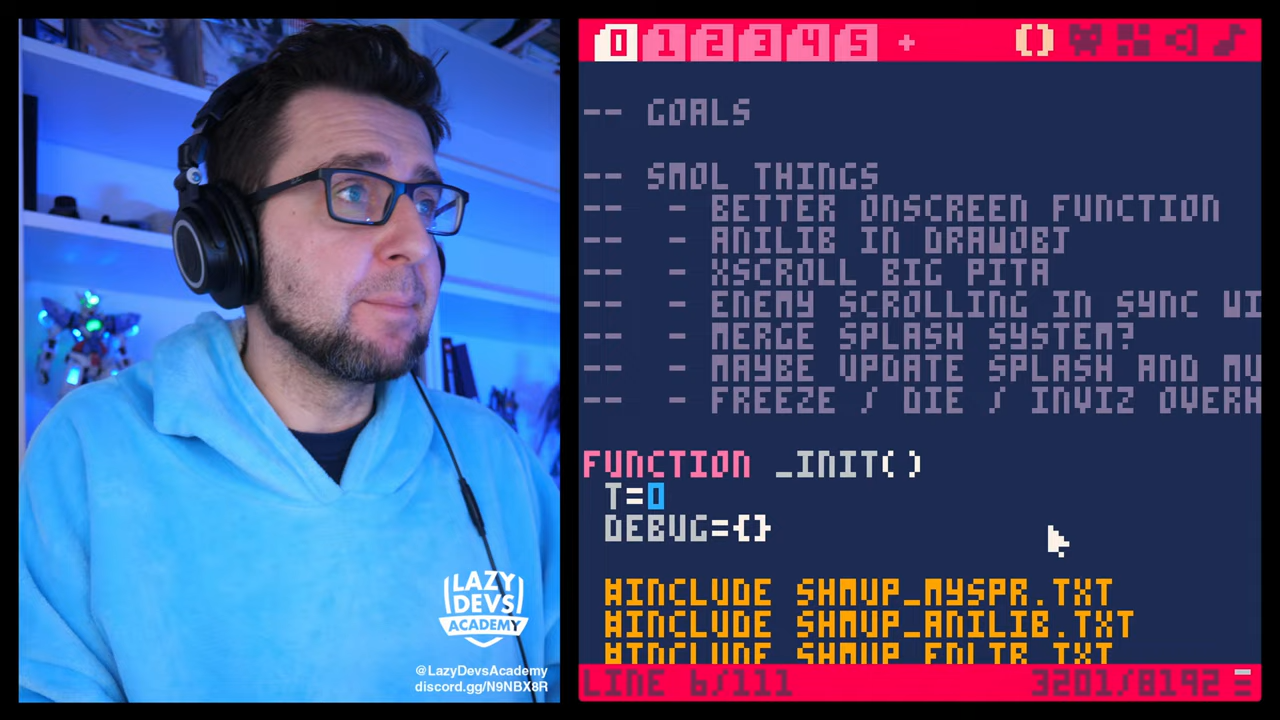 0 1 2 3 4 5 + ()
-- GOALS
-- SMOL THINGS
-- - BETTER ONSCREEN FUNCTION
-- - ANILIB IN DRAWOBJ
-- - XSCROLL BIG PITA
-- - ENEMY SCROLLING IN SYNC WI
-- - MERGE SPLASH SYSTEM?
-- - MAYBE UPDATE SPLASH AND MU
-- - FREEZE / DIE / INVIZ OVERH
FUNCTION _INIT()
T=0
DEBUG={}
#INCLUDE SHMUP_MYSPR.TXT
#INCLUDE SHMUP_ANILIB.TXT
#INCLUDE SHMUP_ENLTR.TXT
LINE 6/111 3201/8192
LAZY
DEVS
ACADEMY
@LazyDevsAcademy
discord.gg/N9NBX8R